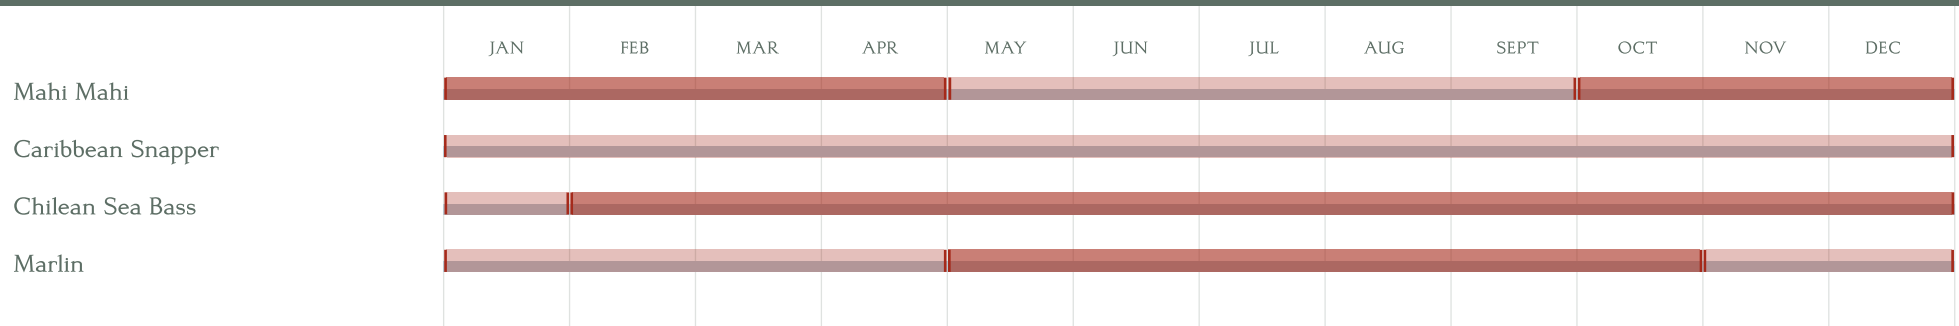 JAN FEB MAR APR MAY JUN JUL AUG SEPT OCT NOV DEC
Mahi Mahi
Caribbean Snapper
Chilean Sea Bass
Marlin